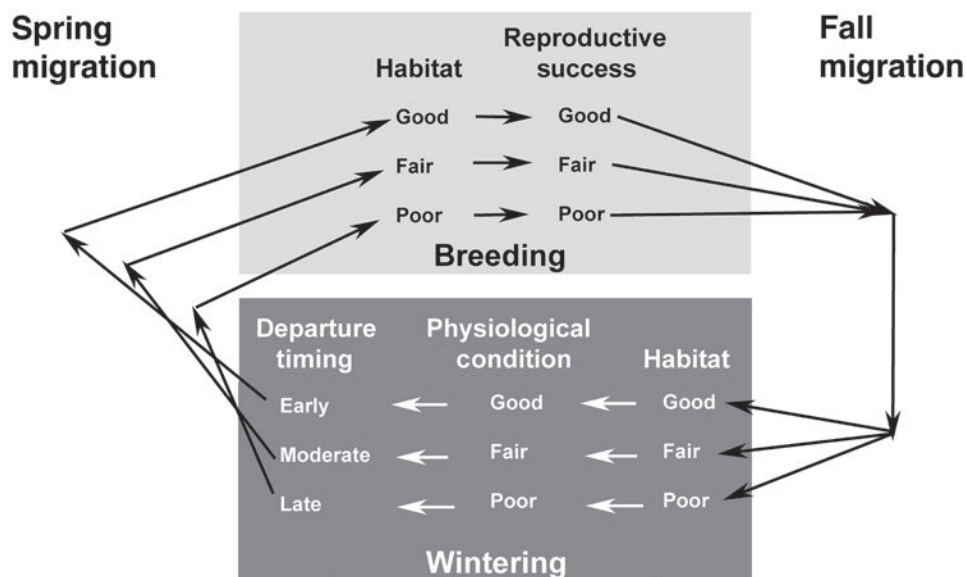 Spring
migration
Fall
migration
Habitat
Reproductive
success
Good
Good
Fair
Fair
Poor
Poor
Breeding
Departure
timing
Physiological
condition
Habitat
Early
Good
Good
Moderate
Fair
Fair
Late
Poor
Poor
Wintering